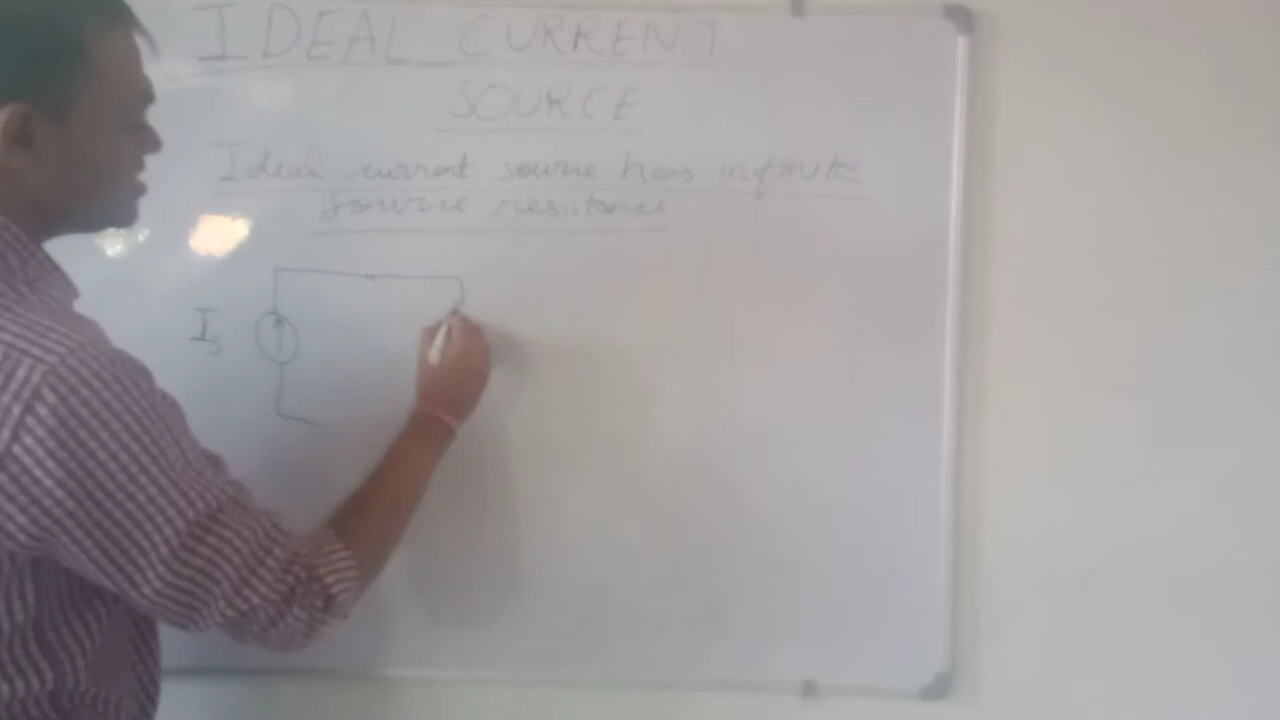 IDEAL CURRENT
SOURCE
Ideal current source has infinite
source resistance
Is